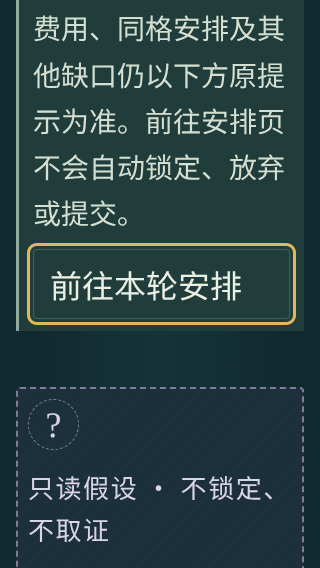 费用、同格安排及其
他缺口仍以下方原提
示为准。前往安排页
不会自动锁定、放弃
或提交。
前往本轮安排
?
只读假设 · 不锁定、
不取证